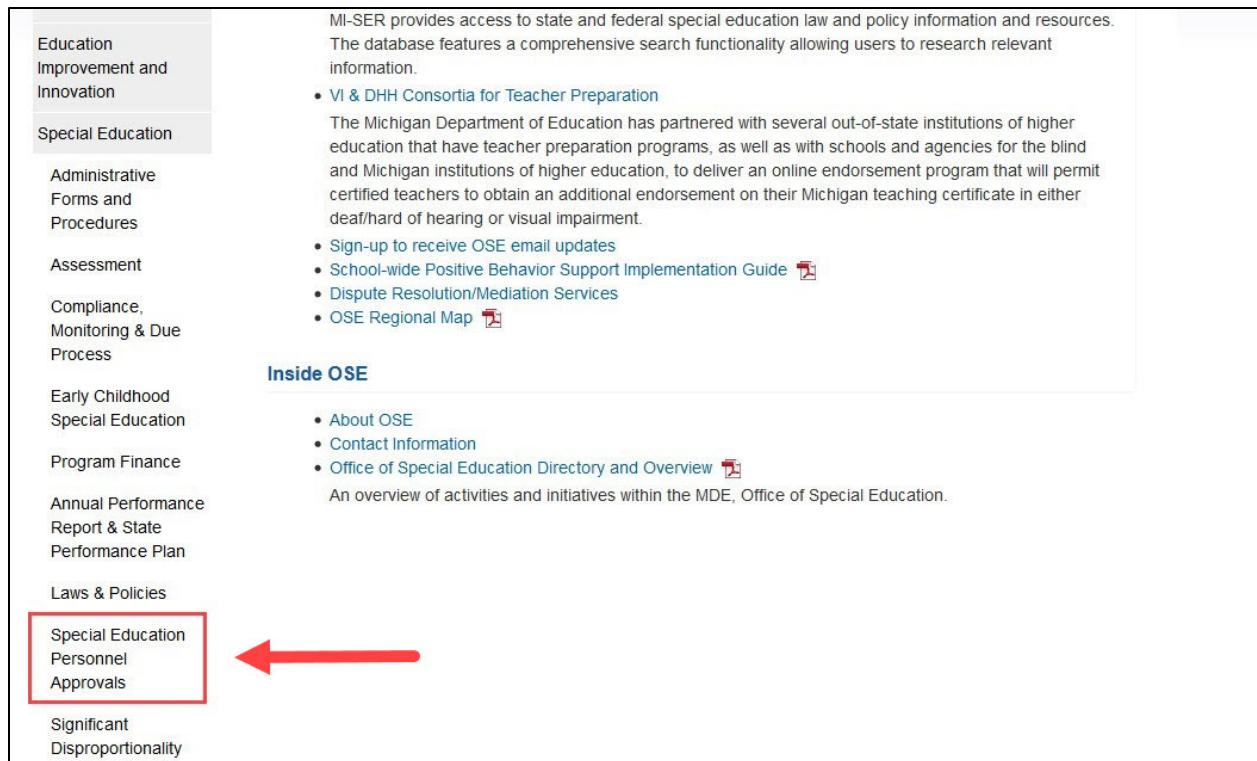 Education
Improvement and
Innovation
Special Education
Administrative
Forms and
Procedures
Assessment
Compliance,
Monitoring & Due
Process
Early Childhood
Special Education
Program Finance
Annual Performance
Report & State
Performance Plan
Laws & Policies
Special Education
Personnel
Approvals
Significant
Disproportionality
MI-SER provides access to state and federal special education law and policy information and resources.
The database features a comprehensive search functionality allowing users to research relevant
information.
• VI & DHH Consortia for Teacher Preparation
The Michigan Department of Education has partnered with several out-of-state institutions of higher
education that have teacher preparation programs, as well as with schools and agencies for the blind
and Michigan institutions of higher education, to deliver an online endorsement program that will permit
certified teachers to obtain an additional endorsement on their Michigan teaching certificate in either
deaf/hard of hearing or visual impairment.
• Sign-up to receive OSE email updates
• School-wide Positive Behavior Support Implementation Guide
• Dispute Resolution/Mediation Services
• OSE Regional Map
Inside OSE
• About OSE
• Contact Information
• Office of Special Education Directory and Overview
An overview of activities and initiatives within the MDE, Office of Special Education.